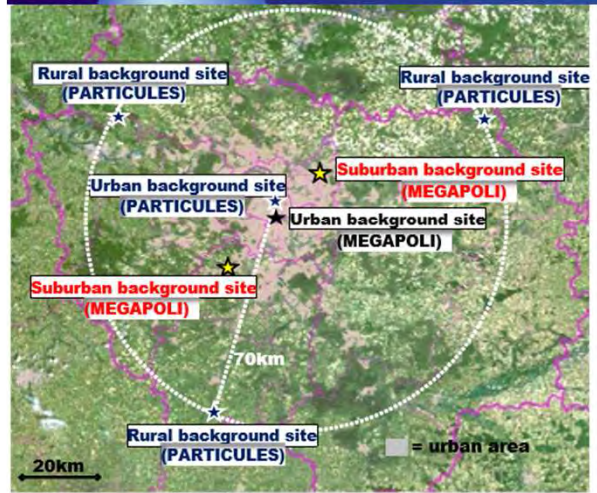 Rural background site
(PARTICULES)
Rural background site
(PARTICULES)
Suburban background site
(MEGAPOLI)
Urban background site
(PARTICULES)
Urban background site
(MEGAPOLI)
Suburban background site
(MEGAPOLI)
70km
Rural background site
(PARTICULES)
= urban area
20km